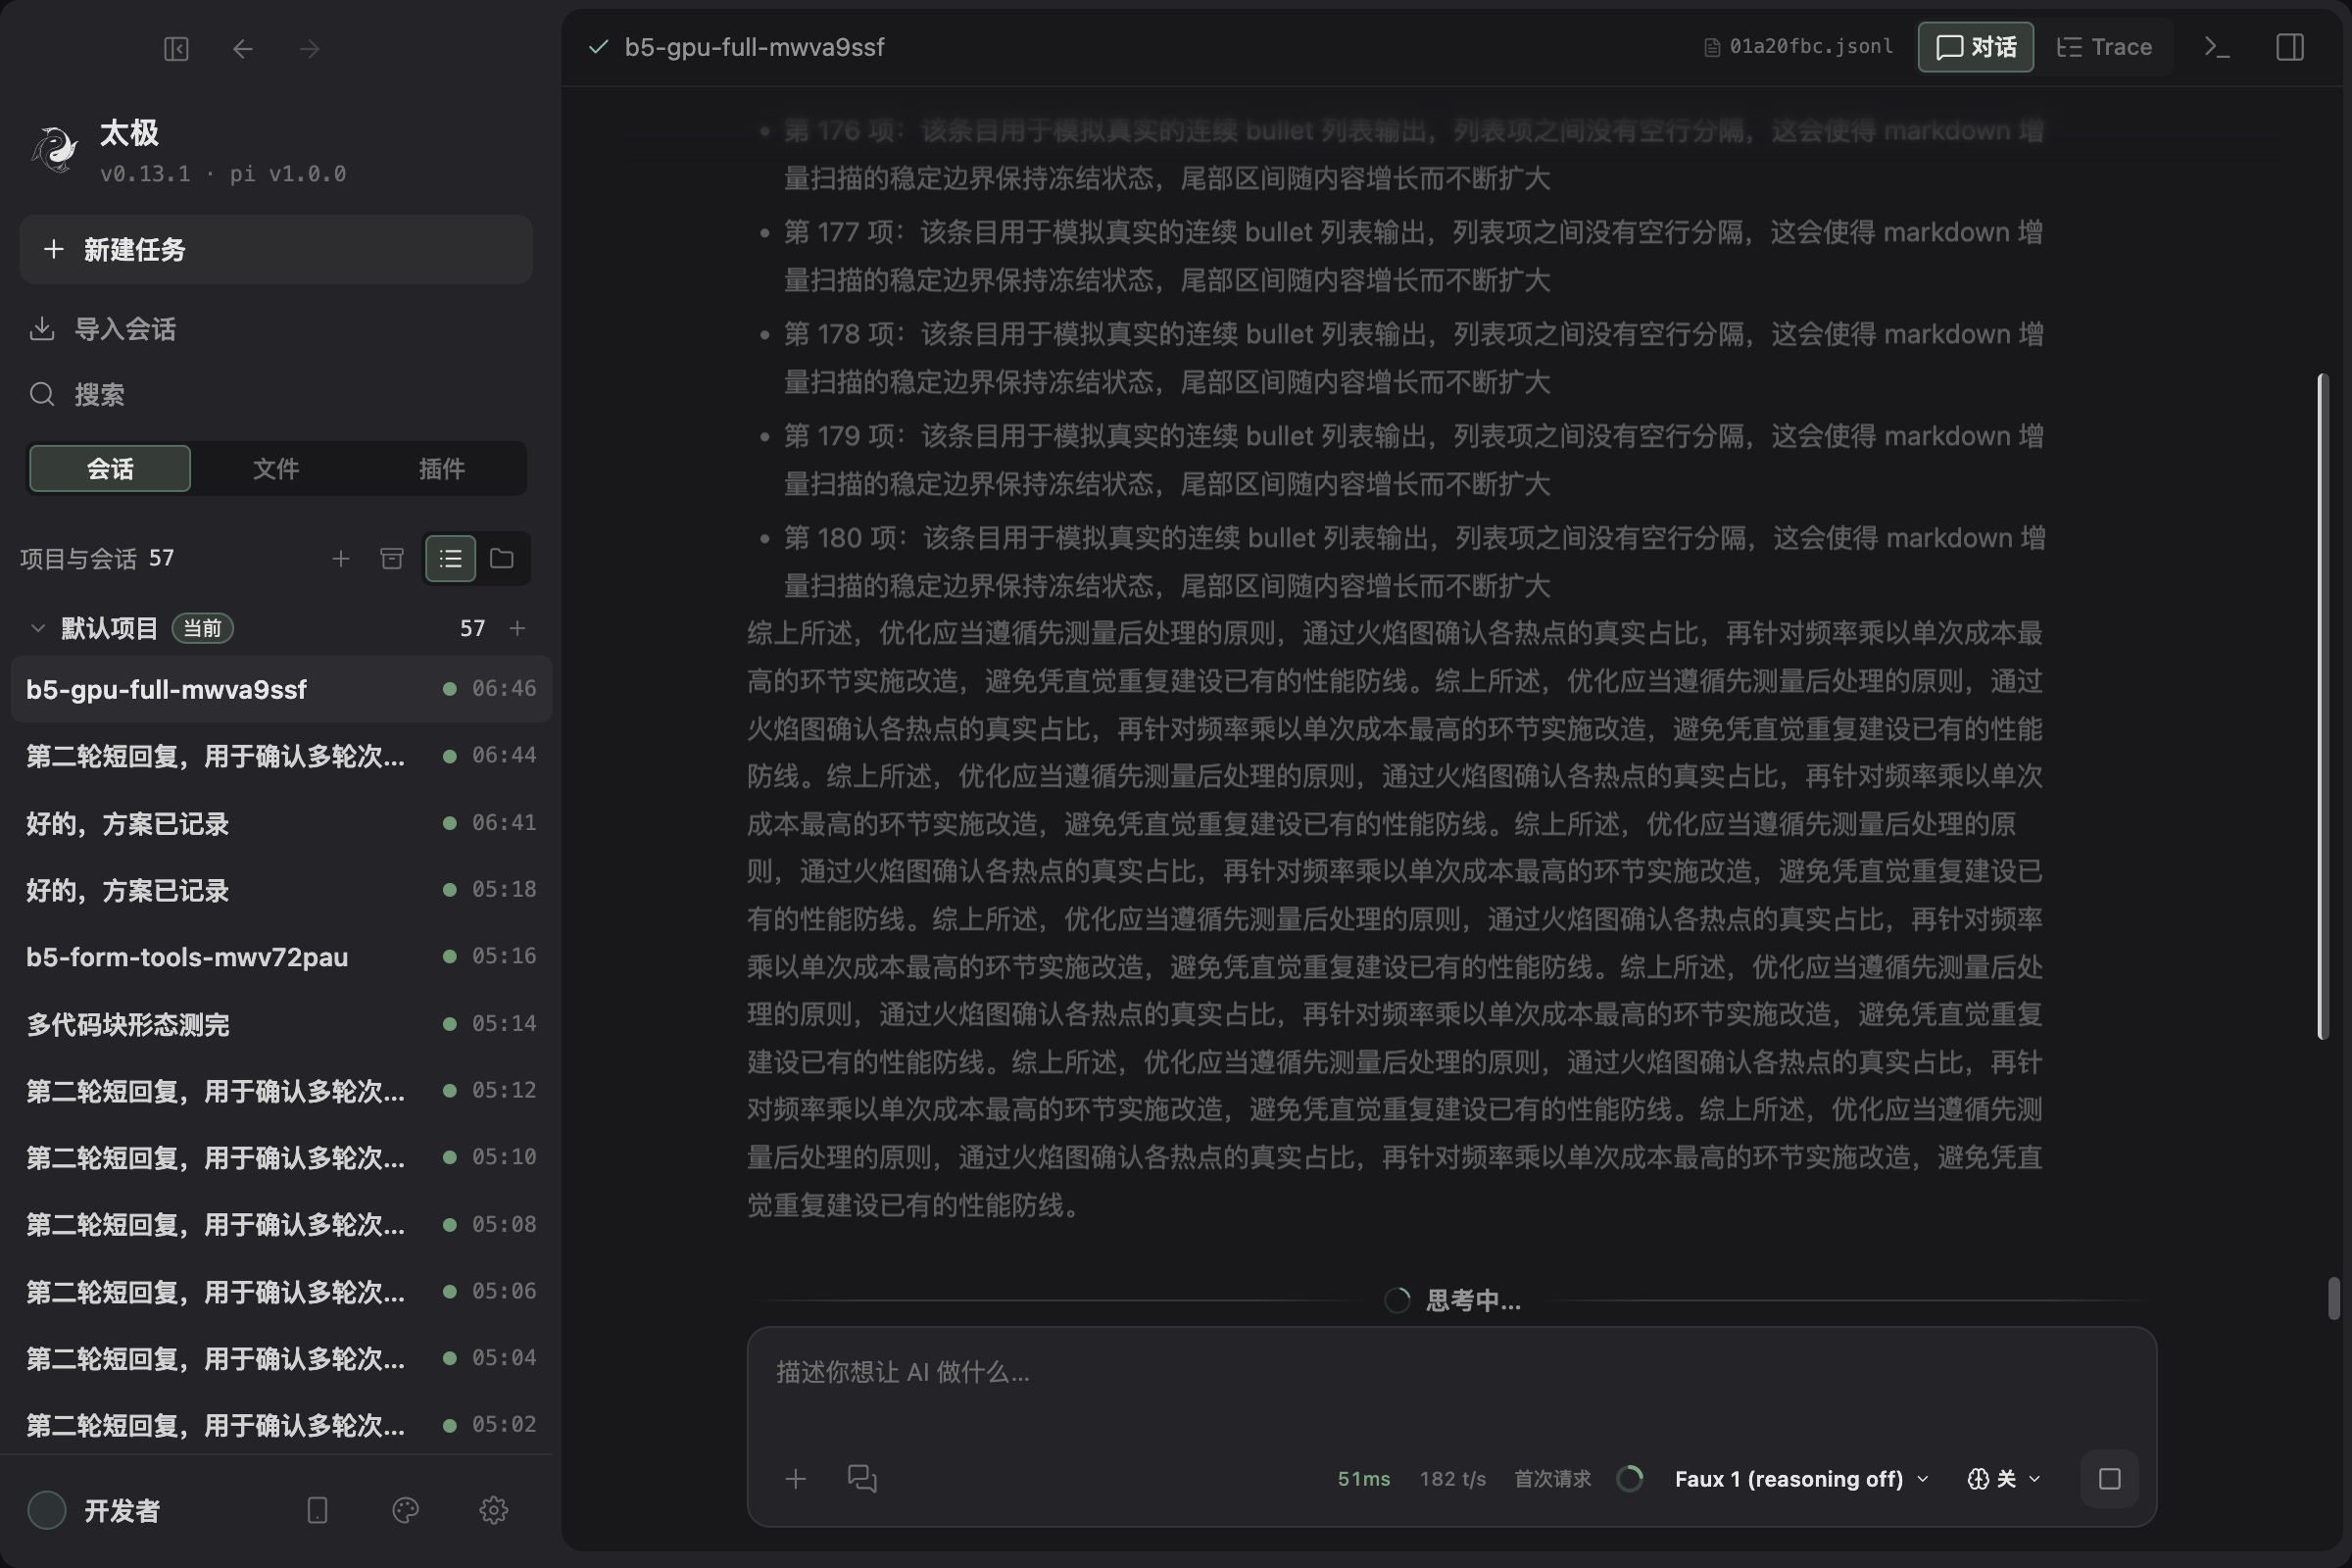 太极
v0.13.1 · pi v1.0.0
新建任务
导入会话
搜索
会话 文件 插件
项目与会话 57
默认项目 当前 57
b5-gpu-full-mwva9ssf 06:46
第二轮短回复，用于确认多轮次... 06:44
好的，方案已记录 06:41
好的，方案已记录 05:18
b5-form-tools-mwv72pau 05:16
多代码块形态测完 05:14
第二轮短回复，用于确认多轮次... 05:12
第二轮短回复，用于确认多轮次... 05:10
第二轮短回复，用于确认多轮次... 05:08
第二轮短回复，用于确认多轮次... 05:06
第二轮短回复，用于确认多轮次... 05:04
第二轮短回复，用于确认多轮次... 05:02
开发者
b5-gpu-full-mwva9ssf
01a20fbc.jsonl 对话 Trace
• 第 176 项：该条目用于模拟真实的连续 bullet 列表输出，列表项之间没有空行分隔，这会使得 markdown 增
量扫描的稳定边界保持冻结状态，尾部区间随内容增长而不断扩大
• 第 177 项：该条目用于模拟真实的连续 bullet 列表输出，列表项之间没有空行分隔，这会使得 markdown 增
量扫描的稳定边界保持冻结状态，尾部区间随内容增长而不断扩大
• 第 178 项：该条目用于模拟真实的连续 bullet 列表输出，列表项之间没有空行分隔，这会使得 markdown 增
量扫描的稳定边界保持冻结状态，尾部区间随内容增长而不断扩大
• 第 179 项：该条目用于模拟真实的连续 bullet 列表输出，列表项之间没有空行分隔，这会使得 markdown 增
量扫描的稳定边界保持冻结状态，尾部区间随内容增长而不断扩大
• 第 180 项：该条目用于模拟真实的连续 bullet 列表输出，列表项之间没有空行分隔，这会使得 markdown 增
量扫描的稳定边界保持冻结状态，尾部区间随内容增长而不断扩大
综上所述，优化应当遵循先测量后处理的原则，通过火焰图确认各热点的真实占比，再针对频率乘以单次成本最
高的环节实施改造，避免凭直觉重复建设已有的性能防线。综上所述，优化应当遵循先测量后处理的原则，通过
火焰图确认各热点的真实占比，再针对频率乘以单次成本最高的环节实施改造，避免凭直觉重复建设已有的性能
防线。综上所述，优化应当遵循先测量后处理的原则，通过火焰图确认各热点的真实占比，再针对频率乘以单次
成本最高的环节实施改造，避免凭直觉重复建设已有的性能防线。综上所述，优化应当遵循先测量后处理的原
则，通过火焰图确认各热点的真实占比，再针对频率乘以单次成本最高的环节实施改造，避免凭直觉重复建设已
有的性能防线。综上所述，优化应当遵循先测量后处理的原则，通过火焰图确认各热点的真实占比，再针对频率
乘以单次成本最高的环节实施改造，避免凭直觉重复建设已有的性能防线。综上所述，优化应当遵循先测量后处
理的原则，通过火焰图确认各热点的真实占比，再针对频率乘以单次成本最高的环节实施改造，避免凭直觉重复
建设已有的性能防线。综上所述，优化应当遵循先测量后处理的原则，通过火焰图确认各热点的真实占比，再针
对频率乘以单次成本最高的环节实施改造，避免凭直觉重复建设已有的性能防线。综上所述，优化应当遵循先测
量后处理的原则，通过火焰图确认各热点的真实占比，再针对频率乘以单次成本最高的环节实施改造，避免凭直
觉重复建设已有的性能防线。
思考中...
描述你想让 AI 做什么...
51ms 182 t/s 首次请求 Faux 1 (reasoning off) 关